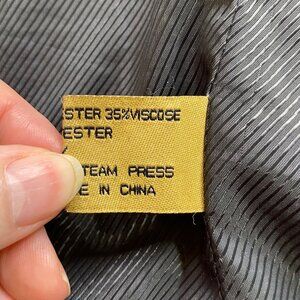 STER 35%VISCOSE
ESTER
TEAM PRESS
E IN CHINA